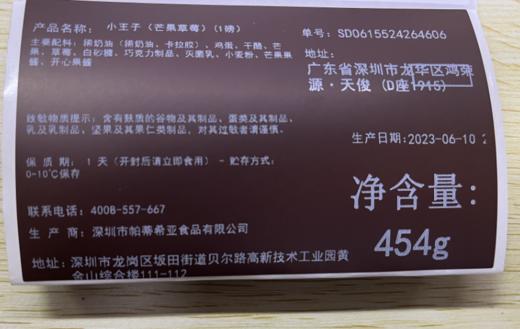 产品名称: 小王子 (芒果草莓) (1磅)
主要配料: 稀奶油 (稀奶油、卡拉胶)、鸡蛋、干酪、芒
果、草莓、白砂糖、巧克力制品、灭菌乳、小麦粉、芒果果
酱、开心果酱
致敏物质提示: 含有麸质的谷物及其制品、蛋类及其制品、
乳及乳制品、坚果及其果仁类制品, 对其过敏者请谨慎。
保 质 期: 1 天 (开封后请立即食用) - 贮存方式:
0-10℃保存
联系电话: 4008-557-667
生 产 商: 深圳市帕蒂希亚食品有限公司
地址: 深圳市龙岗区坂田街道贝尔路高新技术工业园黄
金山综合楼111-112
单号: SD0615524264606
地址:
广东省深圳市龙华区鸿荣
源·天俊 (D座1915)
生产日期: 2023-06-10
净含量:
454g